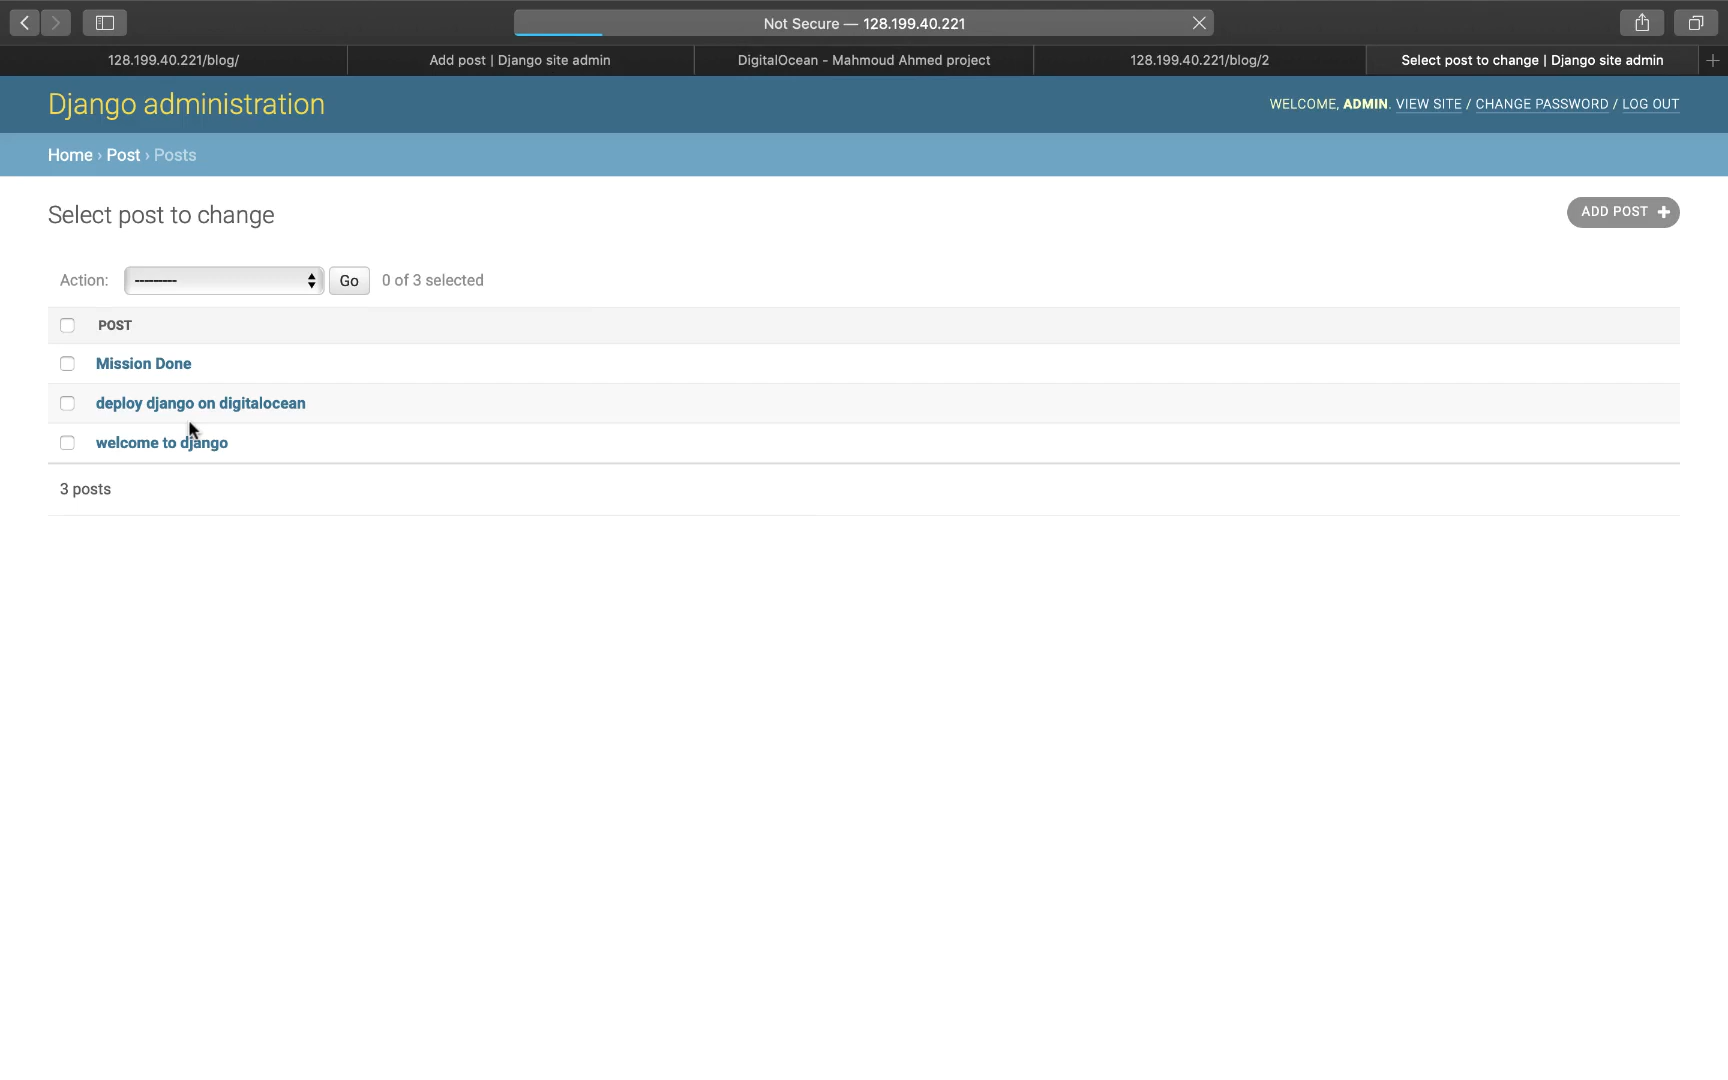 Not Secure — 128.199.40.221
128.199.40.221/blog/
Add post | Django site admin
DigitalOcean - Mahmoud Ahmed project
128.199.40.221/blog/2
Select post to change | Django site admin
Django administration
WELCOME, ADMIN. VIEW SITE / CHANGE PASSWORD / LOG OUT
Home › Post › Posts
Select post to change
ADD POST +
Action: --------- Go 0 of 3 selected
POST
Mission Done
deploy django on digitalocean
welcome to django
3 posts